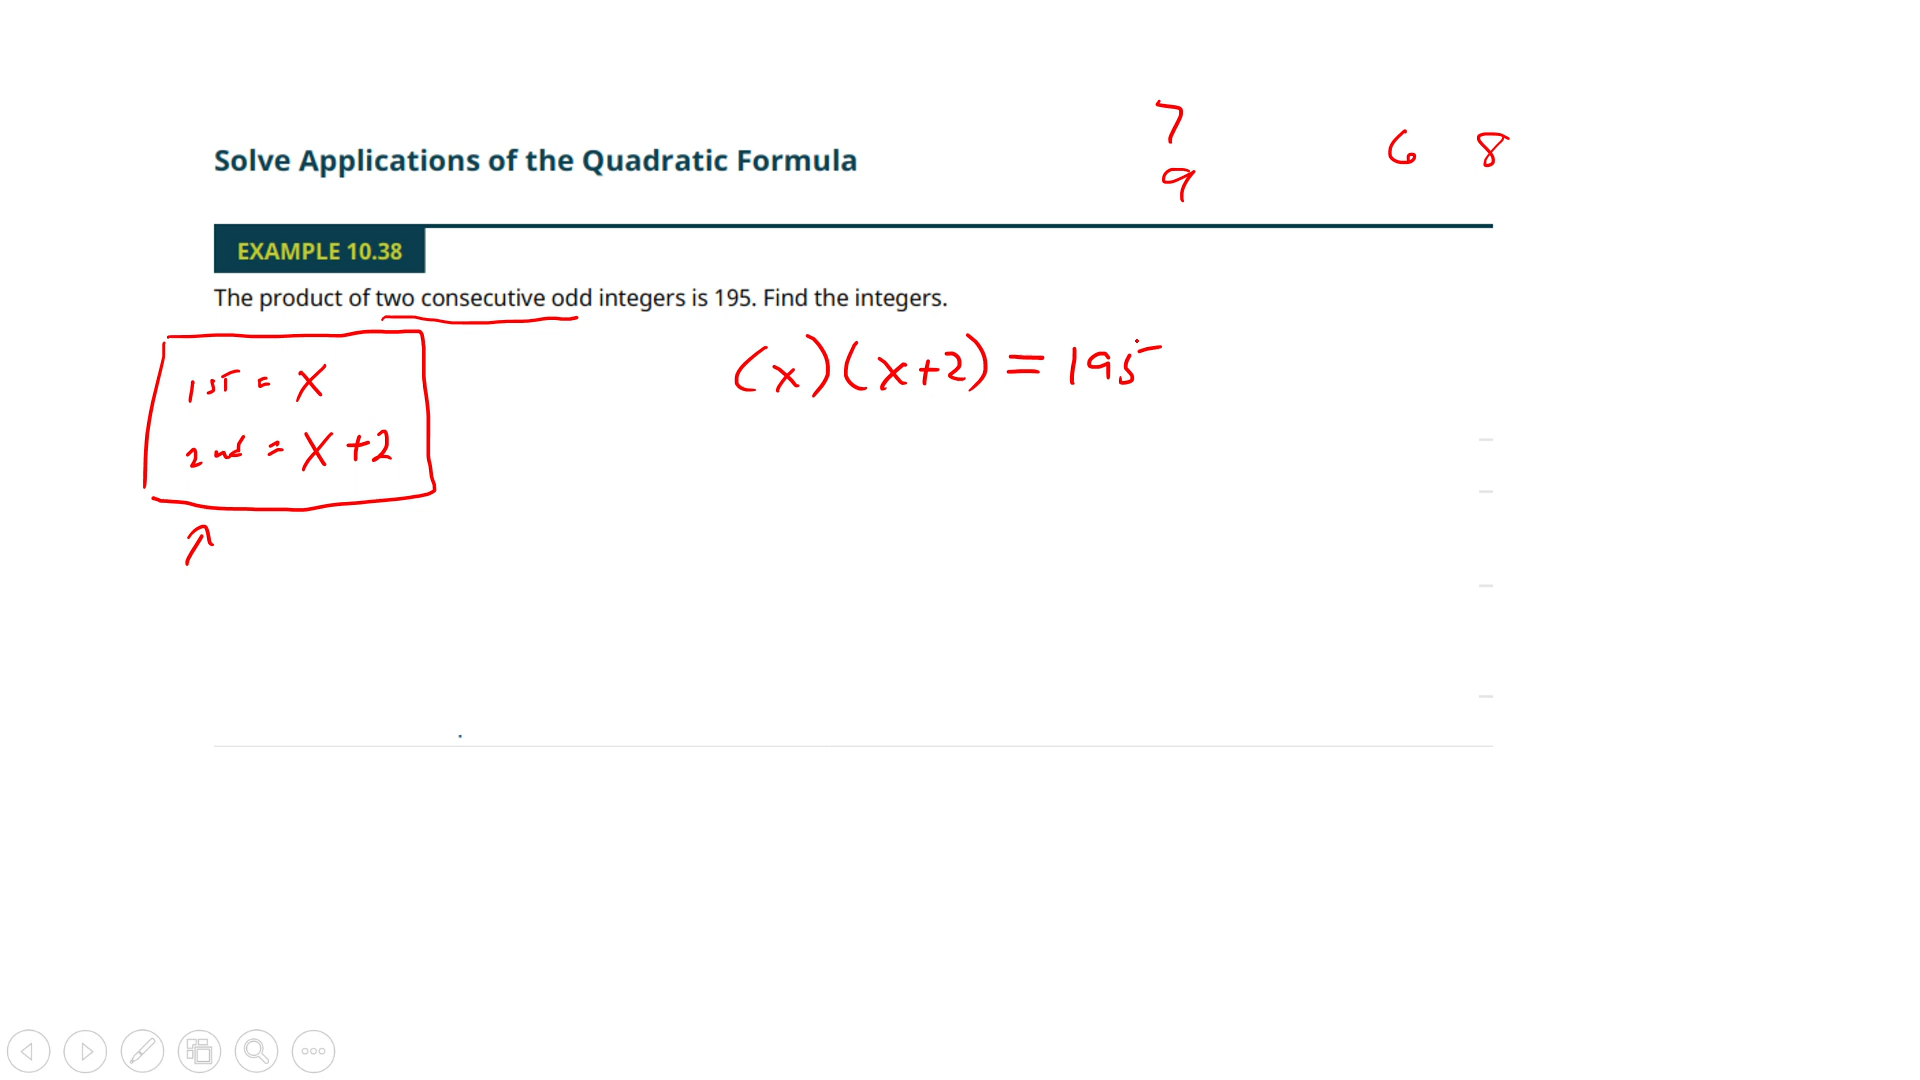 7
9
6 8
Solve Applications of the Quadratic Formula
EXAMPLE 10.38
The product of two consecutive odd integers is 195. Find the integers.
1st = x
2nd = x+2
(x)(x+2) = 195